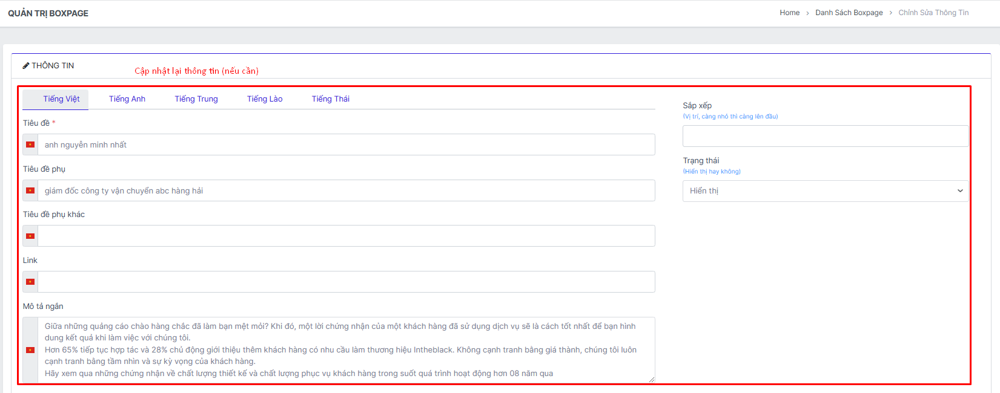 QUẢN TRỊ BOXPAGE
Home › Danh Sách Boxpage › Chỉnh Sửa Thông Tin
THÔNG TIN
Cập nhật lại thông tin (nếu cần)
Tiếng Việt Tiếng Anh Tiếng Trung Tiếng Lào Tiếng Thái
Tiêu đề *
anh nguyễn minh nhất
Tiêu đề phụ
giám đốc công ty vận chuyển abc hàng hải
Tiêu đề phụ khác
Link
Mô tả ngắn
Giữa những quảng cáo chào hàng chắc đã làm bạn mệt mỏi? Khi đó, một lời chứng nhận của một khách hàng đã sử dụng dịch vụ sẽ là cách tốt nhất để bạn hình
dung kết quả khi làm việc với chúng tôi.
Hơn 65% tiếp tục hợp tác và 28% chủ động giới thiệu thêm khách hàng có nhu cầu làm thương hiệu Intheblack. Không cạnh tranh bằng giá thành, chúng tôi luôn
cạnh tranh bằng tầm nhìn và sự kỳ vọng của khách hàng.
Hãy xem qua những chứng nhận về chất lượng thiết kế và chất lượng phục vụ khách hàng trong suốt quá trình hoạt động hơn 08 năm qua
Sắp xếp
(Vị trí, càng nhỏ thì càng lên đầu)
Trạng thái
(Hiển thị hay không)
Hiển thị